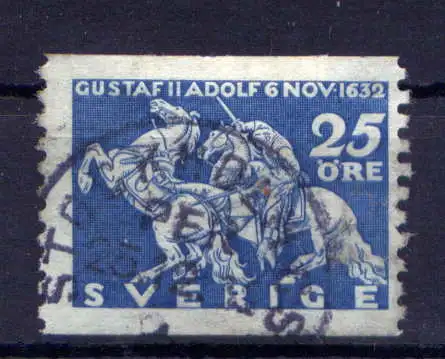 GUSTAF II ADOLF 6 NOV·1632
25
ÖRE
SVERIGE